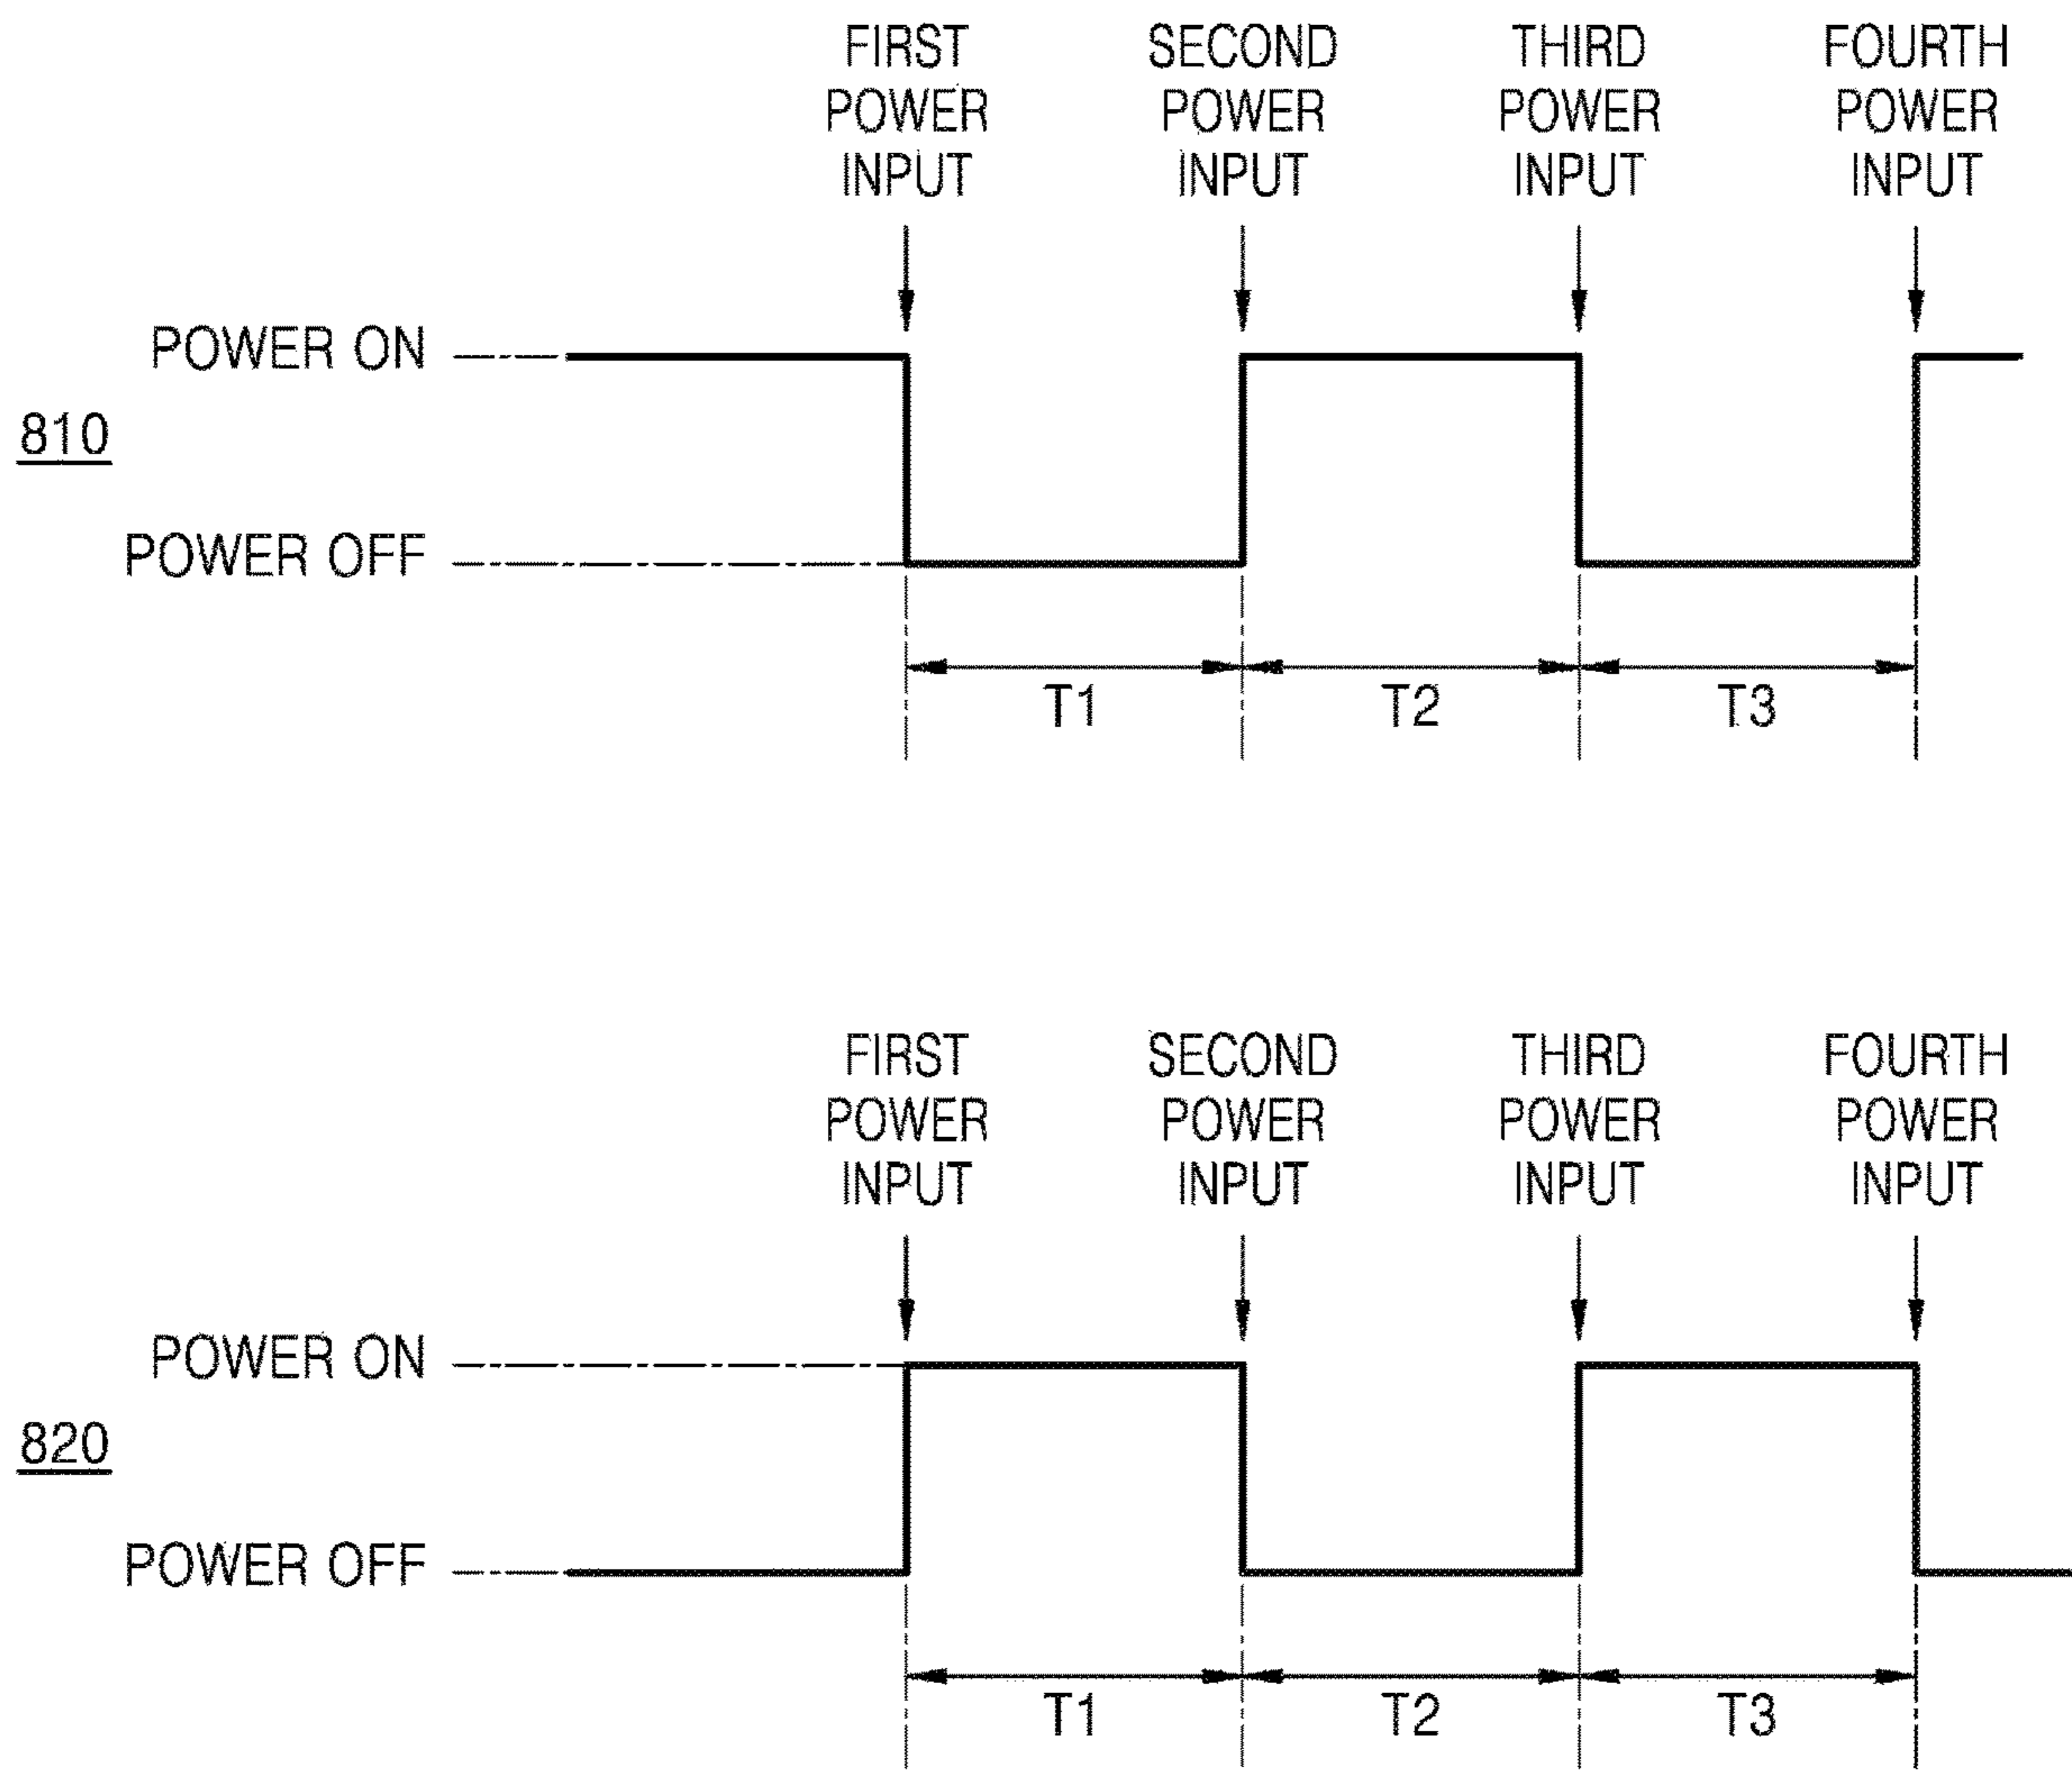 FIRST
POWER
INPUT
SECOND
POWER
INPUT
THIRD
POWER
INPUT
FOURTH
POWER
INPUT
POWER ON
810
POWER OFF
T1
T2
T3
FIRST
POWER
INPUT
SECOND
POWER
INPUT
THIRD
POWER
INPUT
FOURTH
POWER
INPUT
POWER ON
820
POWER OFF
T1
T2
T3